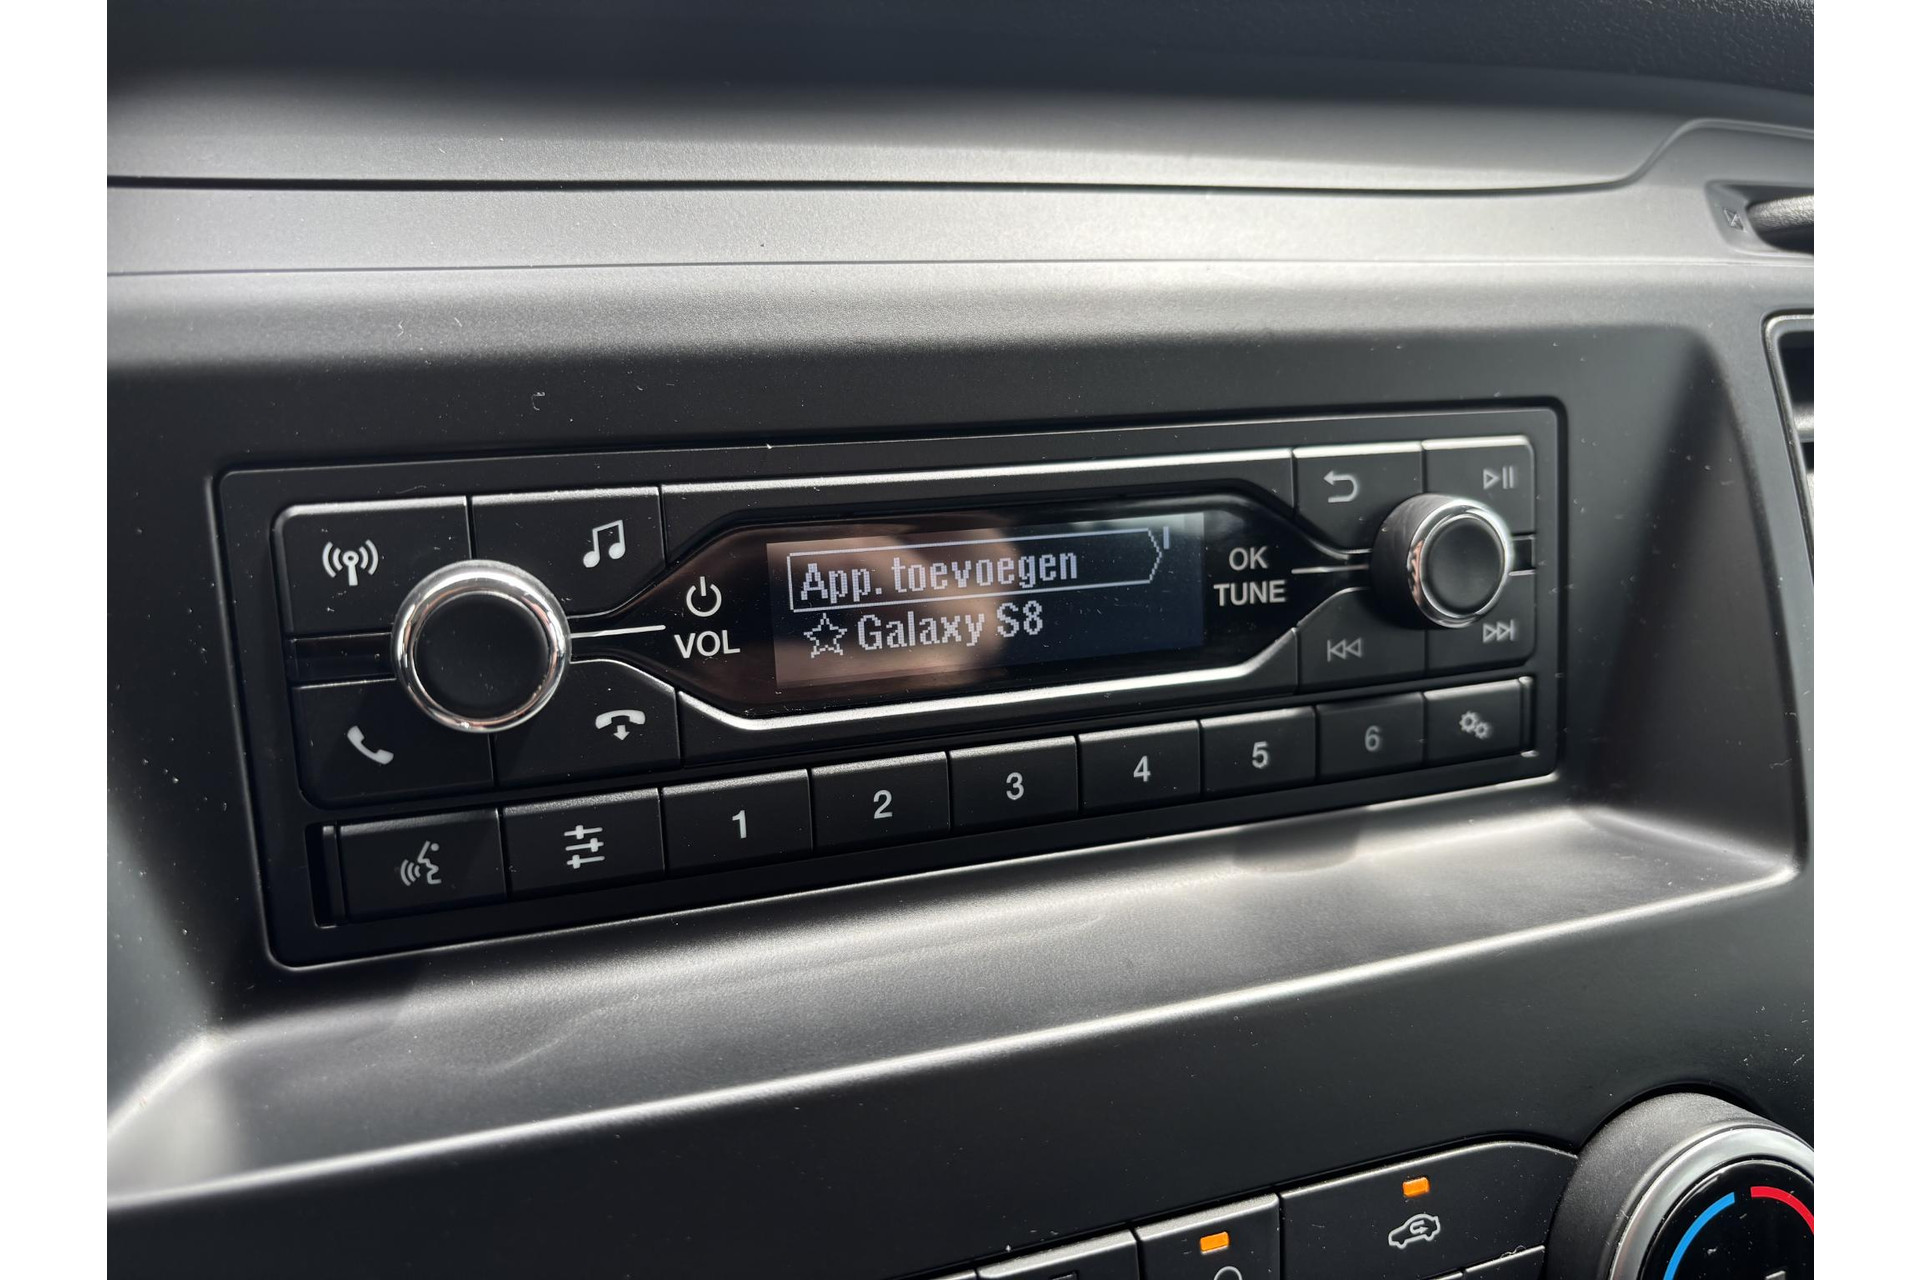 App. toevoegen
Galaxy S8
VOL
OK
TUNE
1
2
3
4
5
6